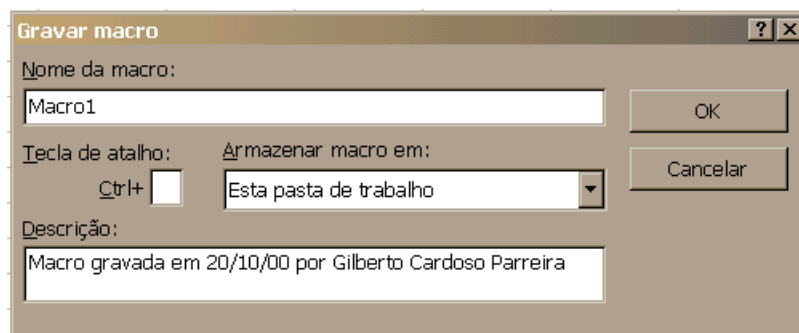 Gravar macro
Nome da macro:
Macro1
OK
Tecla de atalho: Armazenar macro em:
Ctrl+ Esta pasta de trabalho
Cancelar
Descrição:
Macro gravada em 20/10/00 por Gilberto Cardoso Parreira